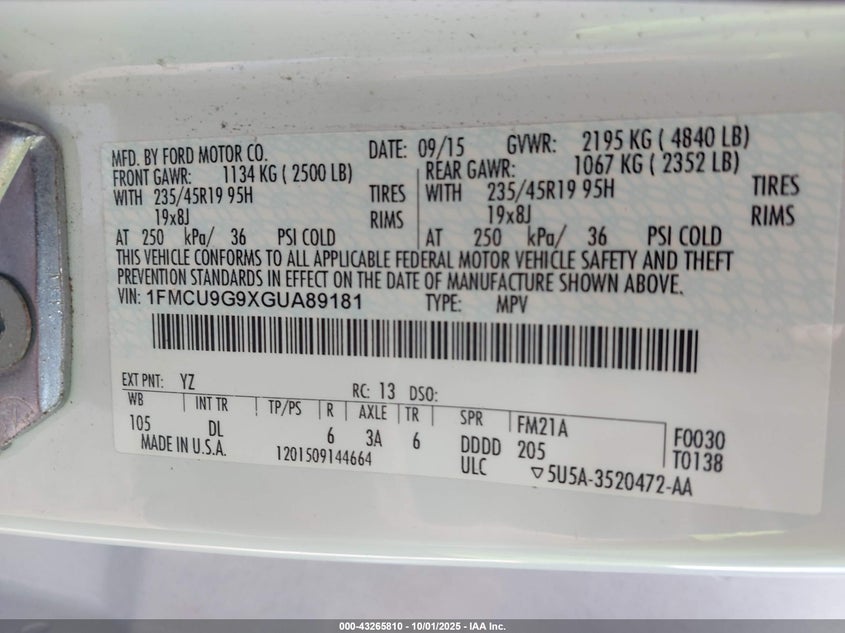 MFD. BY FORD MOTOR CO. DATE: 09/15 GVWR: 2195 KG ( 4840 LB)
FRONT GAWR: 1134 KG ( 2500 LB) REAR GAWR: 1067 KG ( 2352 LB)
WITH 235/45R19 95H TIRES WITH 235/45R19 95H TIRES
19x8J RIMS 19x8J RIMS
AT 250 kPa/ 36 PSI COLD AT 250 kPa/ 36 PSI COLD
THIS VEHICLE CONFORMS TO ALL APPLICABLE FEDERAL MOTOR VEHICLE SAFETY AND THEFT
PREVENTION STANDARDS IN EFFECT ON THE DATE OF MANUFACTURE SHOWN ABOVE.
VIN: 1FMCU9G9XGUA89181 TYPE: MPV
EXT PNT: YZ RC: 13 DSO:
WB INT TR TP/PS R AXLE TR SPR FM21A F0030
105 DL 6 3A 6 DDDD 205 T0138
MADE IN U.S.A. 1201509144664 ULC ▽5U5A-3520472-AA
000-43265810 - 10/01/2025 - IAA Inc.